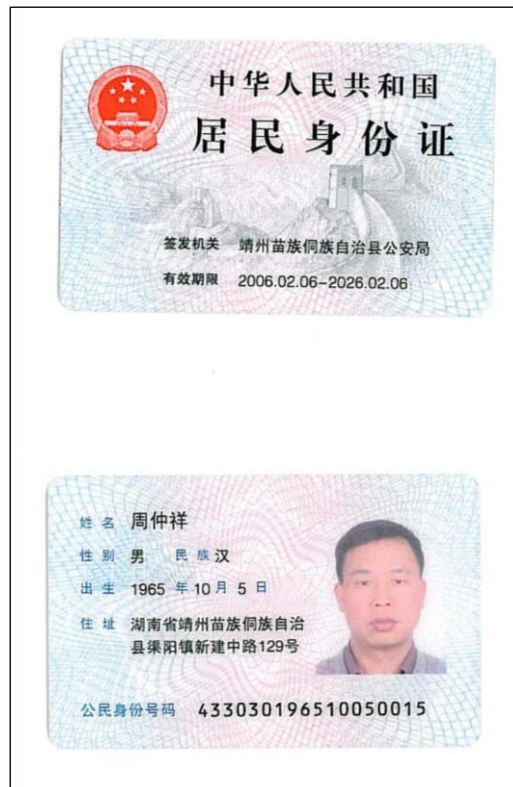 中华人民共和国
居民身份证
签发机关 靖州苗族侗族自治县公安局
有效期限 2006.02.06-2026.02.06
姓名 周仲祥
性别 男 民族 汉
出生 1965 年 10 月 5 日
住址 湖南省靖州苗族侗族自治
县渠阳镇新建中路129号
公民身份号码 433030196510050015